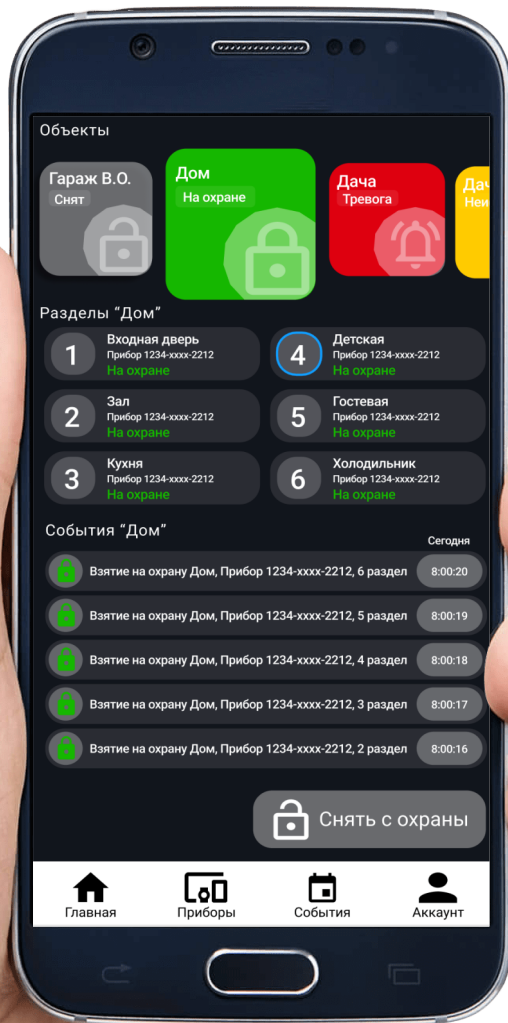 Объекты
Гараж В.О.
Снят
Дом
На охране
Дача
Тревога
Дач
Неи
Разделы “Дом”
1
Входная дверь
Прибор 1234-xxxx-2212
На охране
4
Детская
Прибор 1234-xxxx-2212
На охране
2
Зал
Прибор 1234-xxxx-2212
На охране
5
Гостевая
Прибор 1234-xxxx-2212
На охране
3
Кухня
Прибор 1234-xxxx-2212
На охране
6
Холодильник
Прибор 1234-xxxx-2212
На охране
События “Дом”
Сегодня
Взятие на охрану Дом, Прибор 1234-xxxx-2212, 6 раздел 8:00:20
Взятие на охрану Дом, Прибор 1234-xxxx-2212, 5 раздел 8:00:19
Взятие на охрану Дом, Прибор 1234-xxxx-2212, 4 раздел 8:00:18
Взятие на охрану Дом, Прибор 1234-xxxx-2212, 3 раздел 8:00:17
Взятие на охрану Дом, Прибор 1234-xxxx-2212, 2 раздел 8:00:16
Снять с охраны
Главная Приборы События Аккаунт